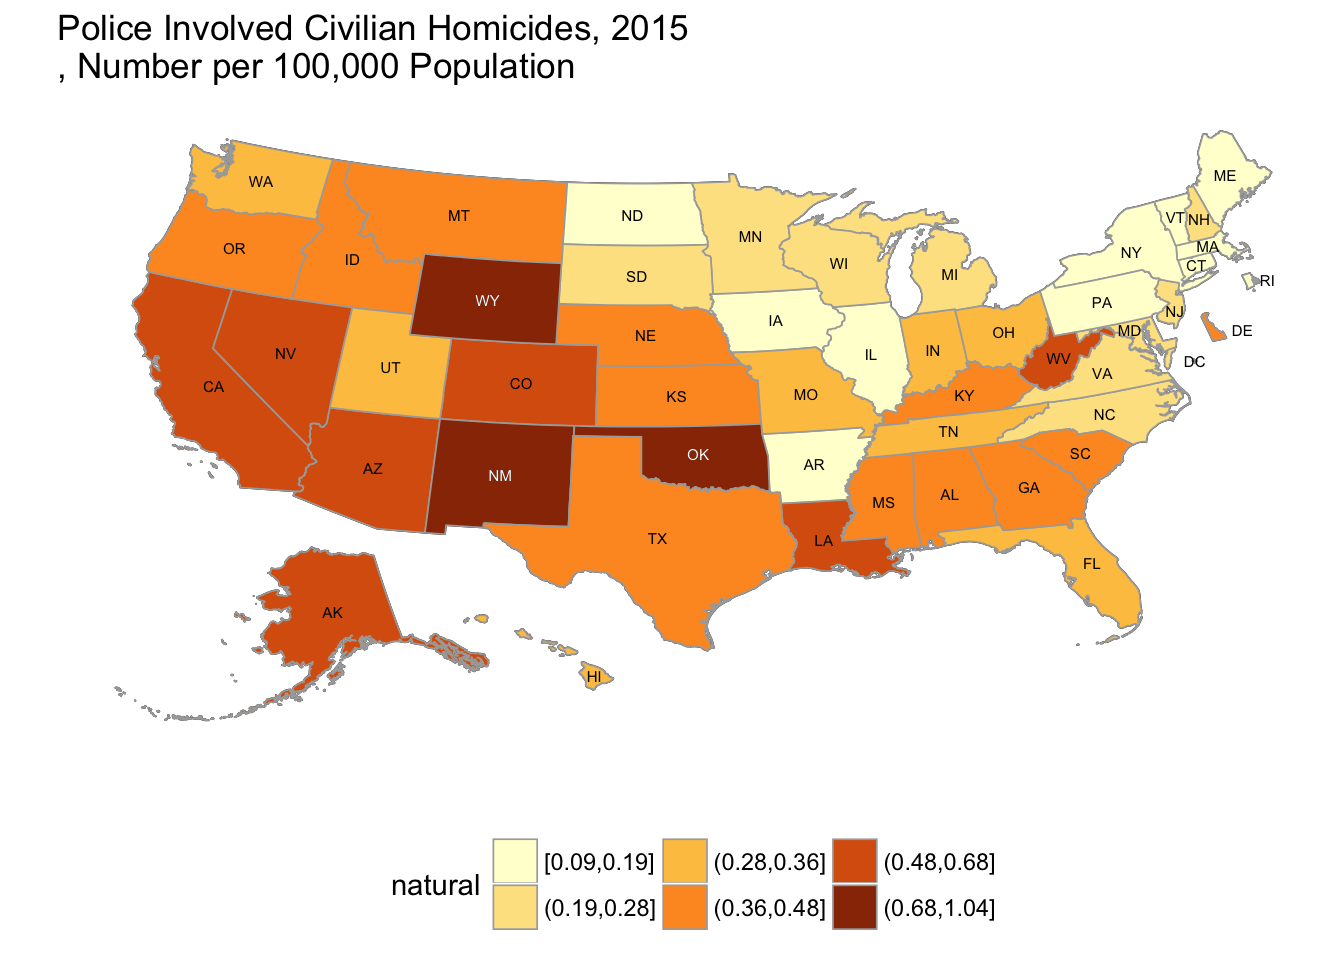 Police Involved Civilian Homicides, 2015
, Number per 100,000 Population
WA
MT
ND
MN
ME
VT
NH
OR
ID
SD
WI
MI
NY
MA
CT
RI
WY
IA
PA
NJ
NE
OH
MD
DE
NV
UT
CO
IL
IN
WV
DC
CA
KS
MO
KY
VA
AZ
NM
OK
AR
TN
NC
SC
TX
MS
AL
GA
LA
FL
AK
HI
natural
[0.09,0.19]
(0.28,0.36]
(0.48,0.68]
(0.19,0.28]
(0.36,0.48]
(0.68,1.04]